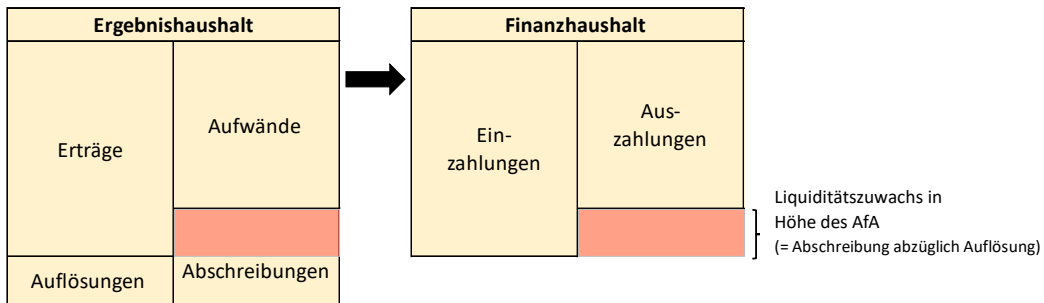 Ergebnishaushalt
Erträge
Aufwände
Auflösungen
Abschreibungen
Finanzhaushalt
Ein-
zahlungen
Aus-
zahlungen
Liquiditätszuwachs in
Höhe des AfA
(= Abschreibung abzüglich Auflösung)